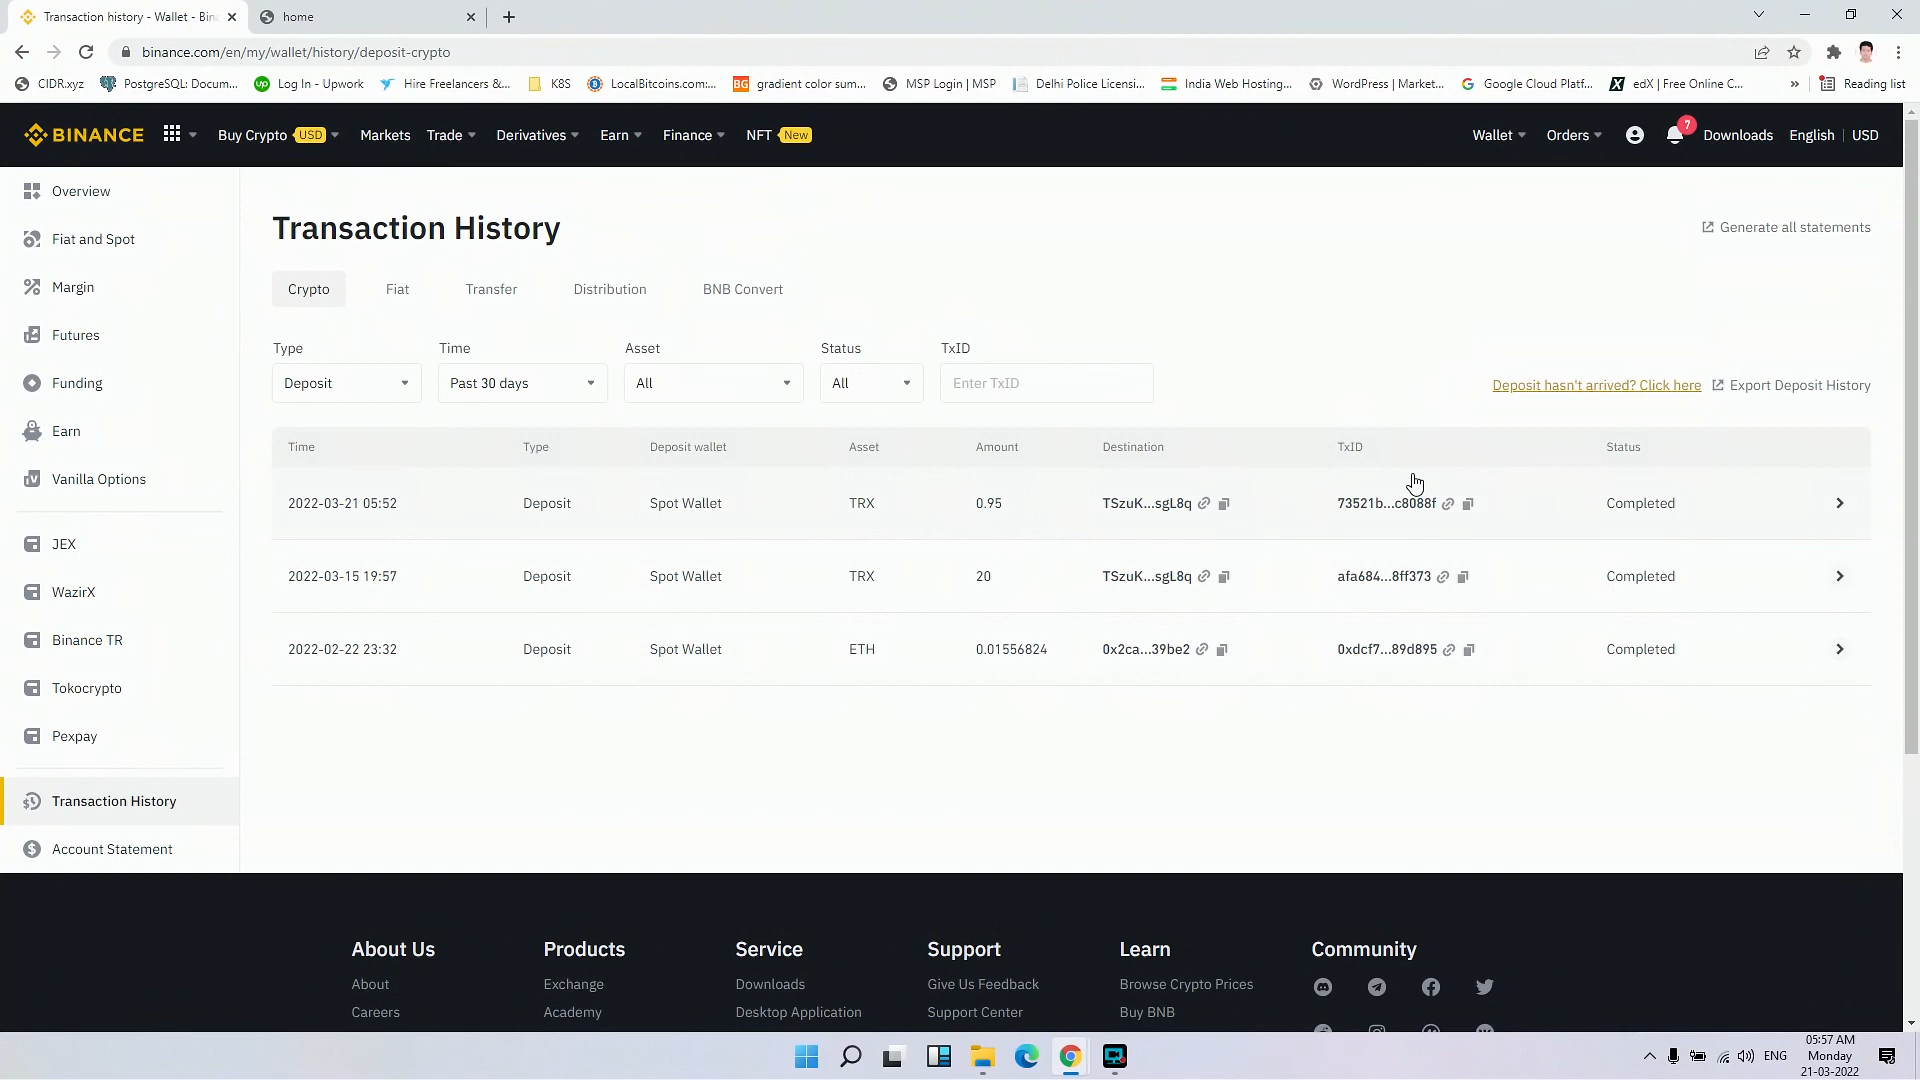 Transaction history - Wallet - Bin
home
binance.com/en/my/wallet/history/deposit-crypto
CIDR.xyz
PostgreSQL: Docum...
Log In - Upwork
Hire Freelancers &...
K8S
LocalBitcoins.com:...
gradient color sum...
MSP Login | MSP
Delhi Police Licensi...
India Web Hosting...
WordPress | Market...
Google Cloud Platf...
edX | Free Online C...
»
Reading list
BINANCE
Buy Crypto USD
Markets
Trade
Derivatives
Earn
Finance
NFT New
Wallet
Orders
7
Downloads
English | USD
Overview
Fiat and Spot
Margin
Futures
Funding
Earn
Vanilla Options
JEX
WazirX
Binance TR
Tokocrypto
Pexpay
Transaction History
Account Statement
Transaction History
Generate all statements
Crypto Fiat Transfer Distribution BNB Convert
Type Time Asset Status TxID
Deposit Past 30 days All All Enter TxID
Deposit hasn't arrived? Click here
Export Deposit History
Time Type Deposit wallet Asset Amount Destination TxID Status
2022-03-21 05:52 Deposit Spot Wallet TRX 0.95 TSzuK...sgL8q 73521b...c8088f Completed
2022-03-15 19:57 Deposit Spot Wallet TRX 20 TSzuK...sgL8q afa684...8ff373 Completed
2022-02-22 23:32 Deposit Spot Wallet ETH 0.01556824 0x2ca...39be2 0xdcf7...89d895 Completed
About Us Products Service Support Learn Community
About Exchange Downloads Give Us Feedback Browse Crypto Prices
Careers Academy Desktop Application Support Center Buy BNB
ENG
05:57 AM
Monday
21-03-2022